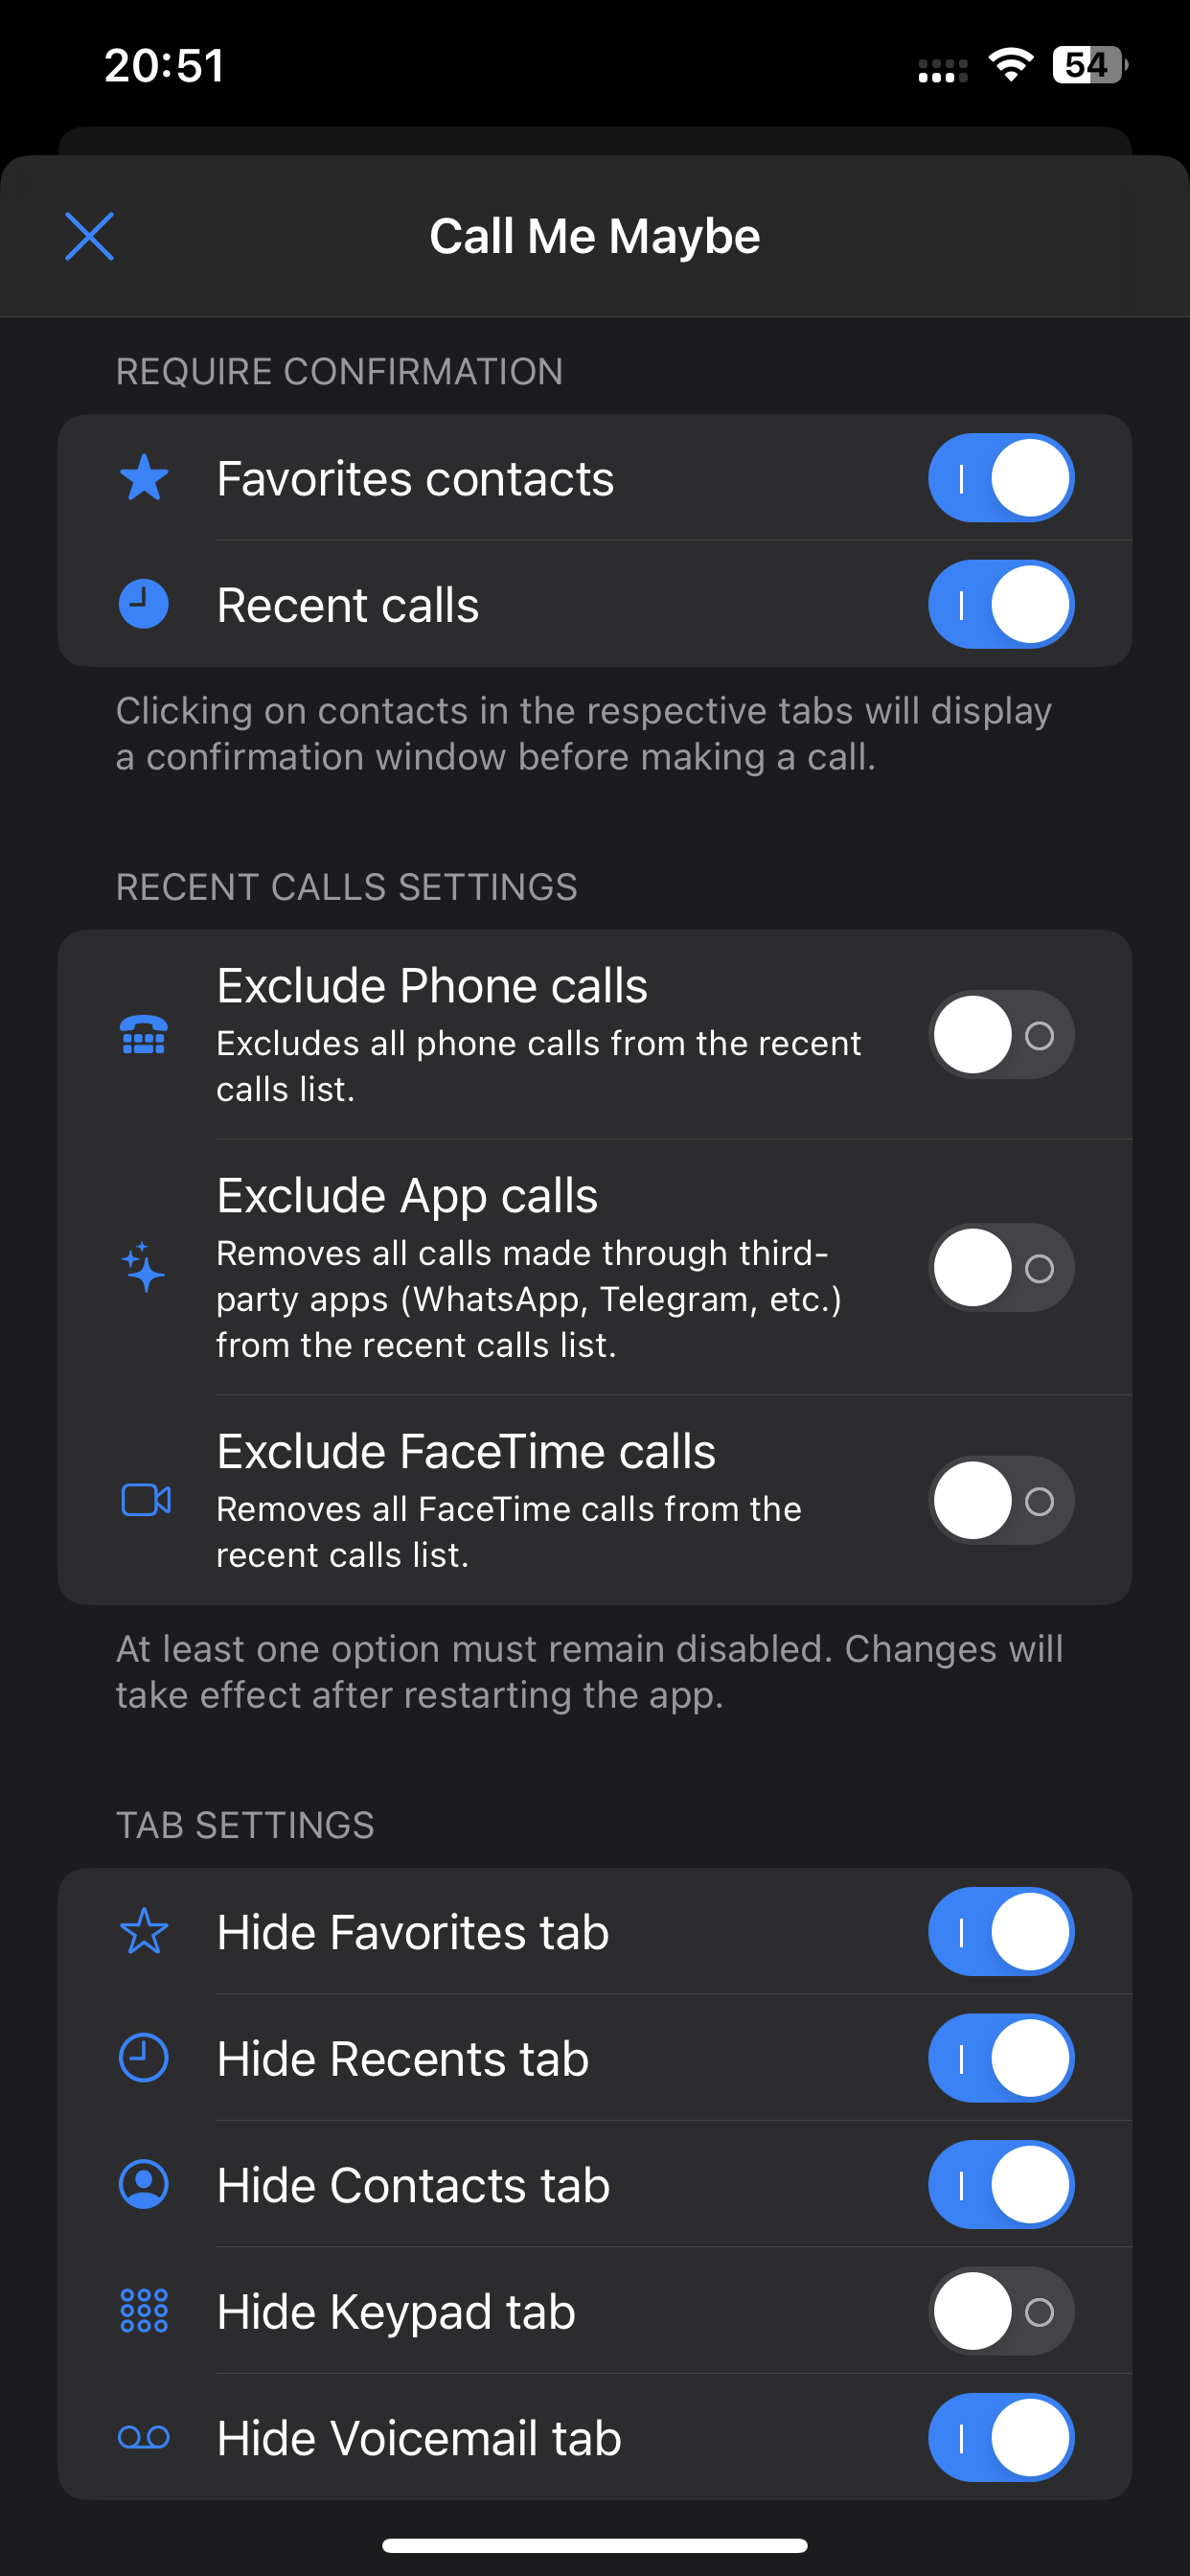 20:51
54
Call Me Maybe
REQUIRE CONFIRMATION
Favorites contacts
Recent calls
Clicking on contacts in the respective tabs will display
a confirmation window before making a call.
RECENT CALLS SETTINGS
Exclude Phone calls
Excludes all phone calls from the recent
calls list.
Exclude App calls
Removes all calls made through third-
party apps (WhatsApp, Telegram, etc.)
from the recent calls list.
Exclude FaceTime calls
Removes all FaceTime calls from the
recent calls list.
At least one option must remain disabled. Changes will
take effect after restarting the app.
TAB SETTINGS
Hide Favorites tab
Hide Recents tab
Hide Contacts tab
Hide Keypad tab
Hide Voicemail tab